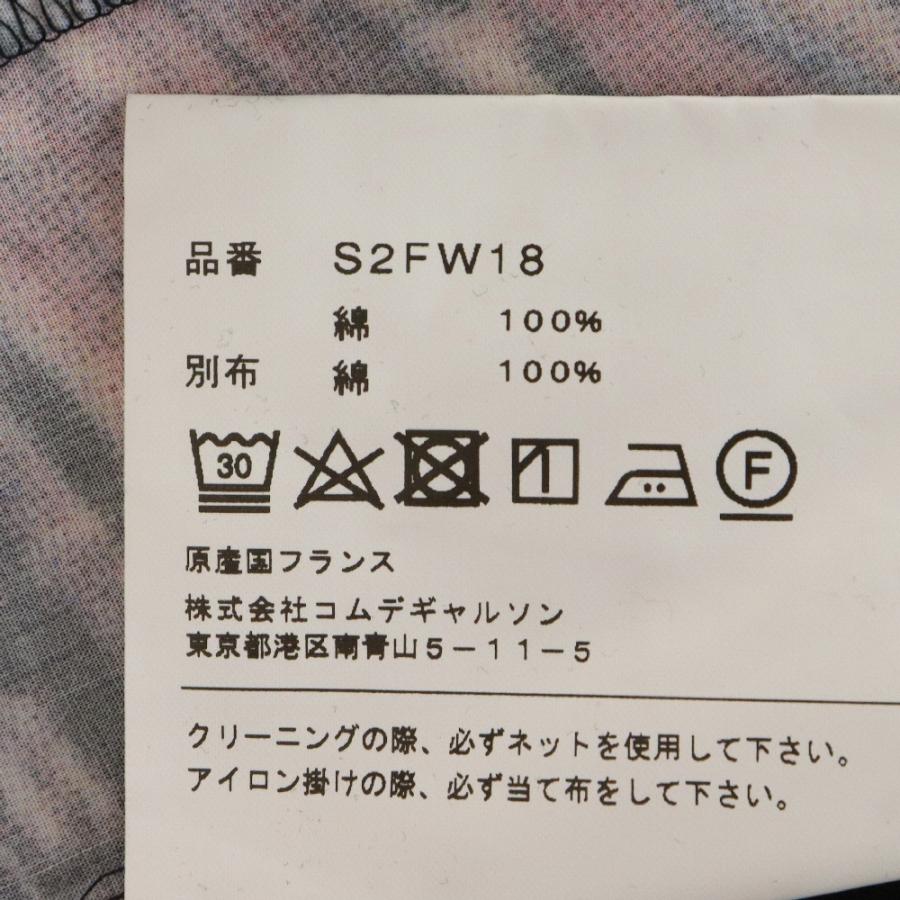 品番 S2FW18
綿 100%
別布 綿 100%
30 F
原産国フランス
株式会社コムデギャルソン
東京都港区南青山5-11-5
クリーニングの際、必ずネットを使用して下さい。
アイロン掛けの際、必ず当て布をして下さい。